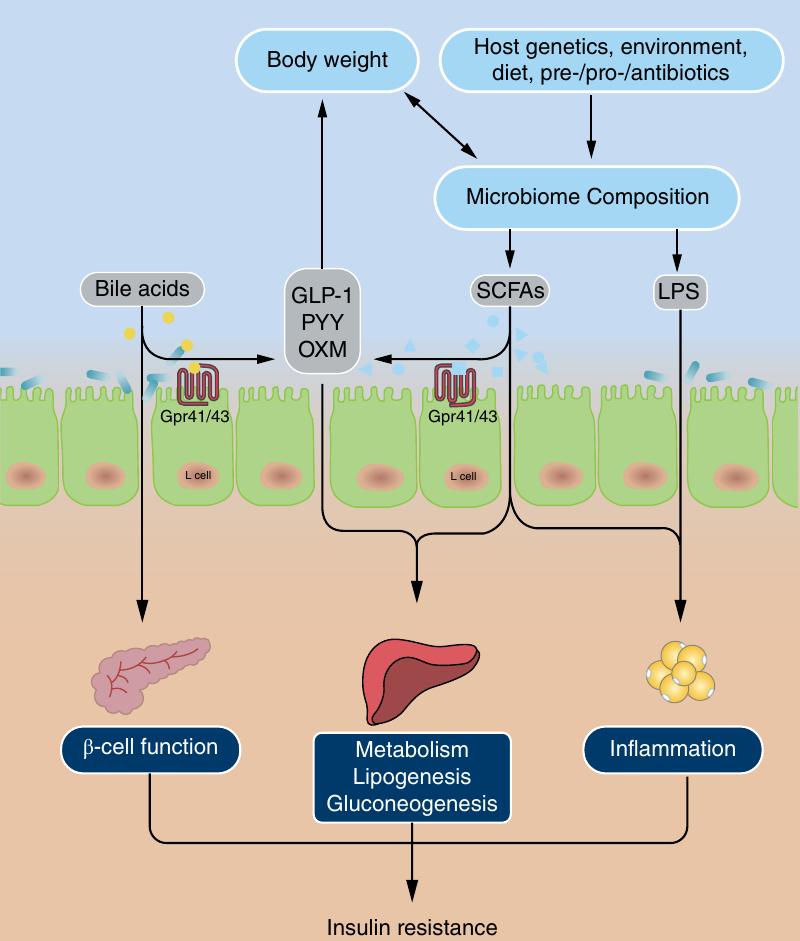 Body weight
Host genetics, environment,
diet, pre-/pro-/antibiotics
Microbiome Composition
Bile acids
GLP-1
PYY
OXM
SCFAs
LPS
Gpr41/43
Gpr41/43
L cell
L cell
β-cell function
Metabolism
Lipogenesis
Gluconeogenesis
Inflammation
Insulin resistance